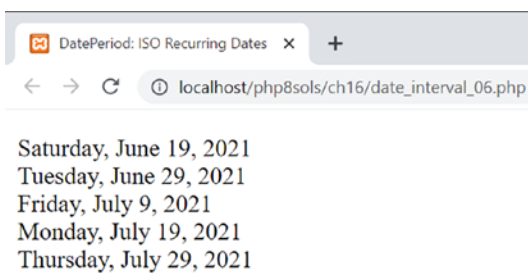 DatePeriod: ISO Recurring Dates
localhost/php8sols/ch16/date_interval_06.php
Saturday, June 19, 2021
Tuesday, June 29, 2021
Friday, July 9, 2021
Monday, July 19, 2021
Thursday, July 29, 2021